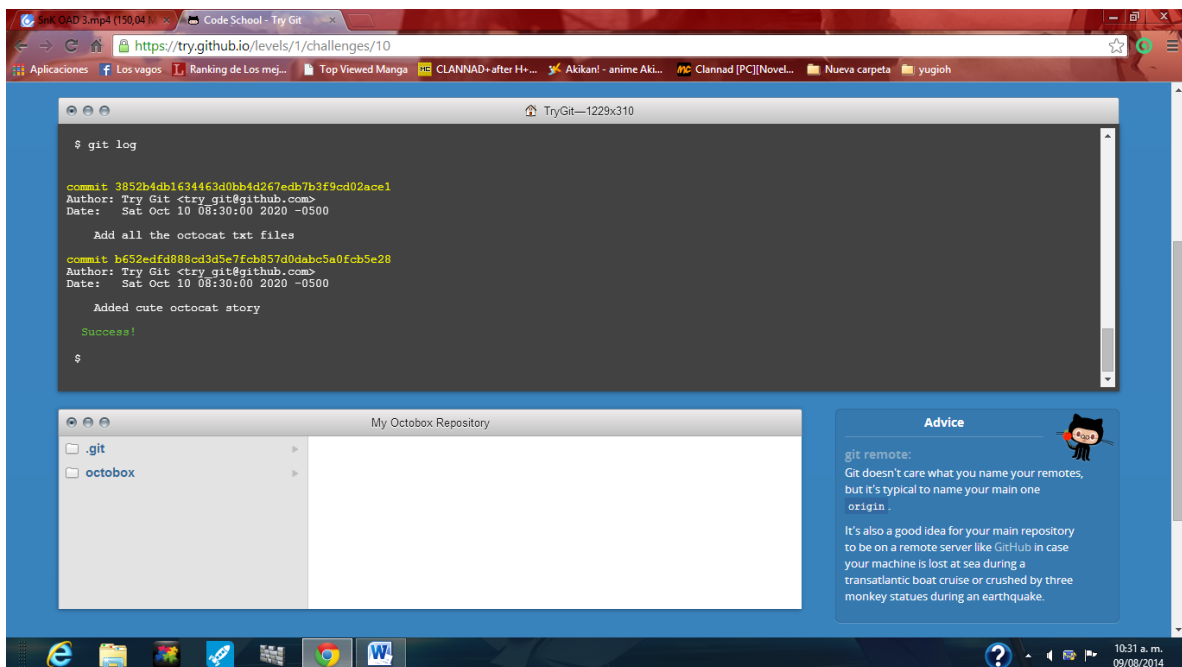 SnK OAD 3.mp4 (150,04 M
Code School - Try Git
https://try.github.io/levels/1/challenges/10
Aplicaciones
Los vagos
Ranking de Los mej...
Top Viewed Manga
CLANNAD+after H+...
Akikan! - anime Aki...
Clannad [PC][Novel...
Nueva carpeta
yugioh
TryGit—1229x310
$ git log
commit 3852b4db1634463d0bb4d267edb7b3f9cd02ace1
Author: Try Git <try_git@github.com>
Date: Sat Oct 10 08:30:00 2020 -0500
Add all the octocat txt files
commit b652edfd888cd3d5e7fcb857d0dabc5a0fcb5e28
Author: Try Git <try_git@github.com>
Date: Sat Oct 10 08:30:00 2020 -0500
Added cute octocat story
Success!
$
My Octobox Repository
.git
octobox
Advice
git remote:
Git doesn't care what you name your remotes,
but it's typical to name your main one
origin.
It's also a good idea for your main repository
to be on a remote server like GitHub in case
your machine is lost at sea during a
transatlantic boat cruise or crushed by three
monkey statues during an earthquake.
10:31 a. m.
09/08/2014